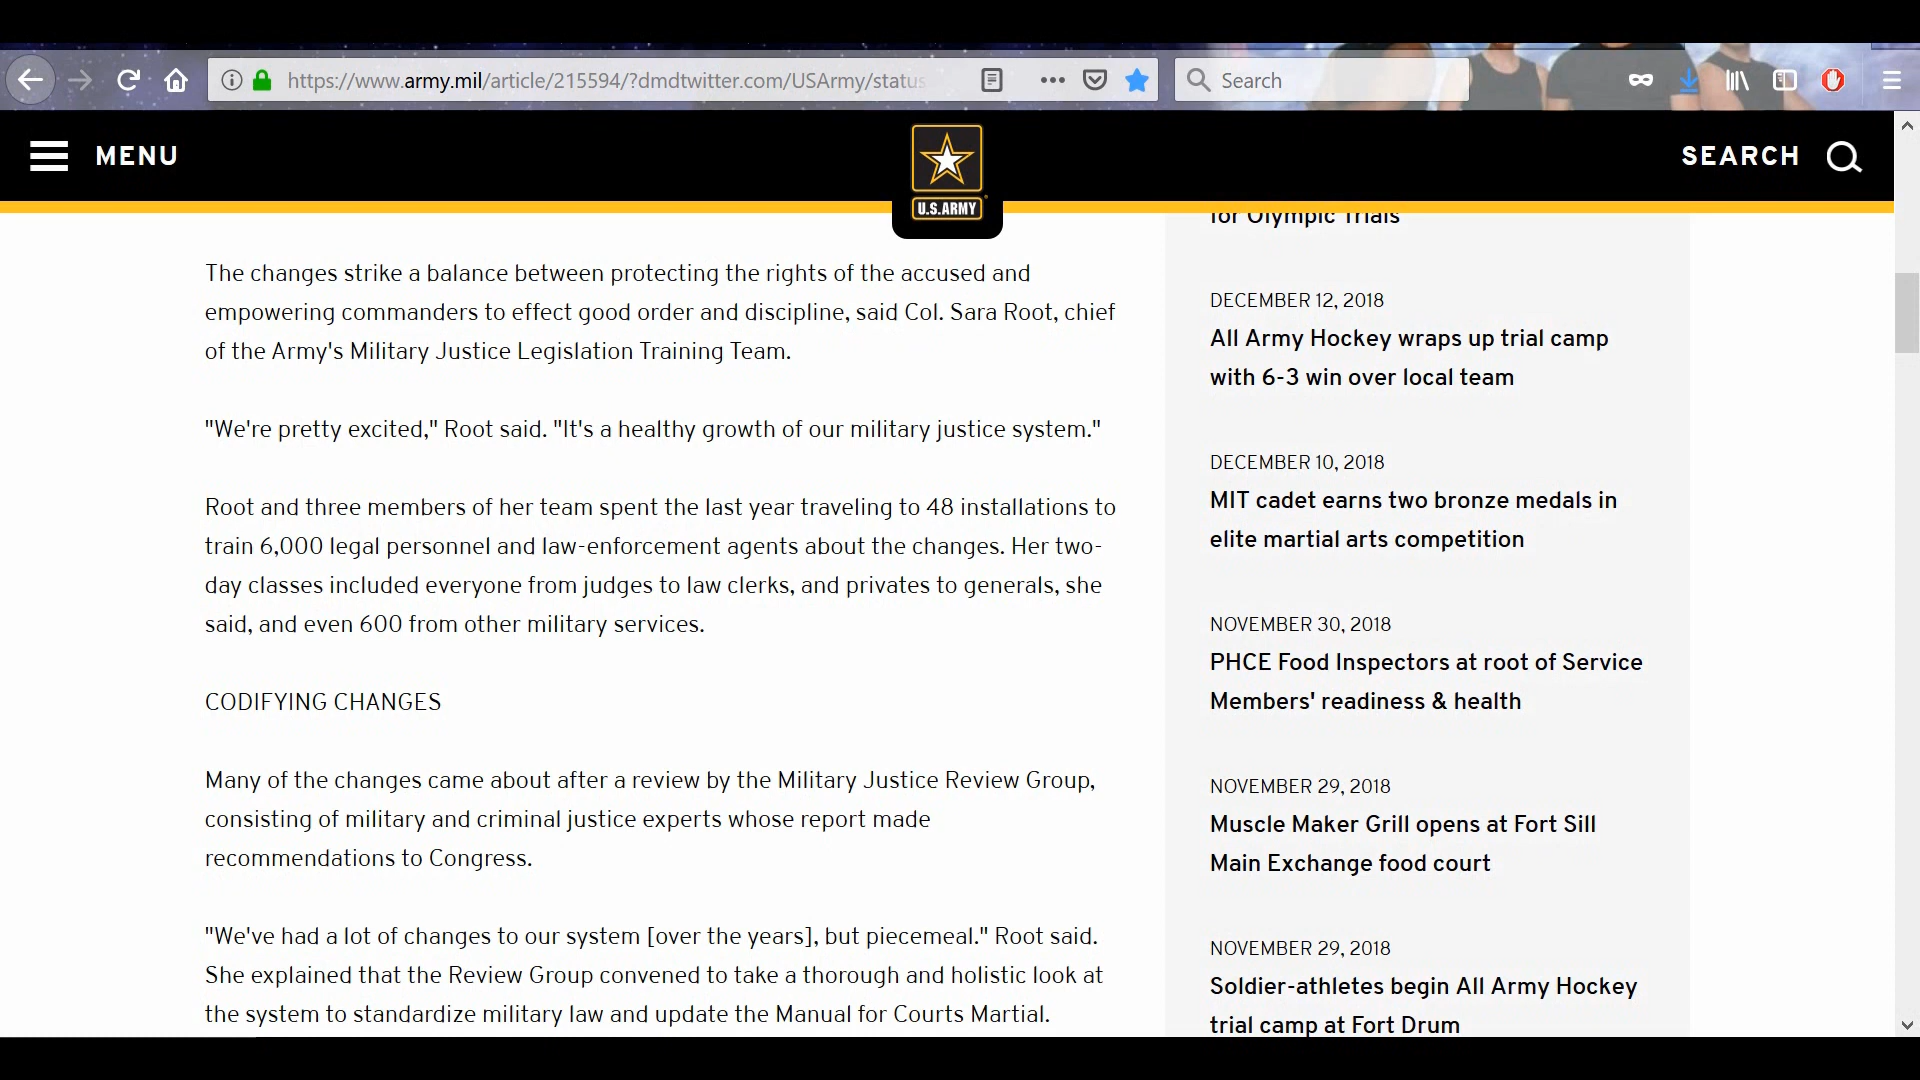 https://www.army.mil/article/215594/?dmdtwitter.com/USArmy/status
Search
MENU
U.S.ARMY
SEARCH
The changes strike a balance between protecting the rights of the accused and
empowering commanders to effect good order and discipline, said Col. Sara Root, chief
of the Army's Military Justice Legislation Training Team.
"We're pretty excited," Root said. "It's a healthy growth of our military justice system."
Root and three members of her team spent the last year traveling to 48 installations to
train 6,000 legal personnel and law-enforcement agents about the changes. Her two-
day classes included everyone from judges to law clerks, and privates to generals, she
said, and even 600 from other military services.
CODIFYING CHANGES
Many of the changes came about after a review by the Military Justice Review Group,
consisting of military and criminal justice experts whose report made
recommendations to Congress.
"We've had a lot of changes to our system [over the years], but piecemeal." Root said.
She explained that the Review Group convened to take a thorough and holistic look at
the system to standardize military law and update the Manual for Courts Martial.
for Olympic Trials
DECEMBER 12, 2018
All Army Hockey wraps up trial camp
with 6-3 win over local team
DECEMBER 10, 2018
MIT cadet earns two bronze medals in
elite martial arts competition
NOVEMBER 30, 2018
PHCE Food Inspectors at root of Service
Members' readiness & health
NOVEMBER 29, 2018
Muscle Maker Grill opens at Fort Sill
Main Exchange food court
NOVEMBER 29, 2018
Soldier-athletes begin All Army Hockey
trial camp at Fort Drum